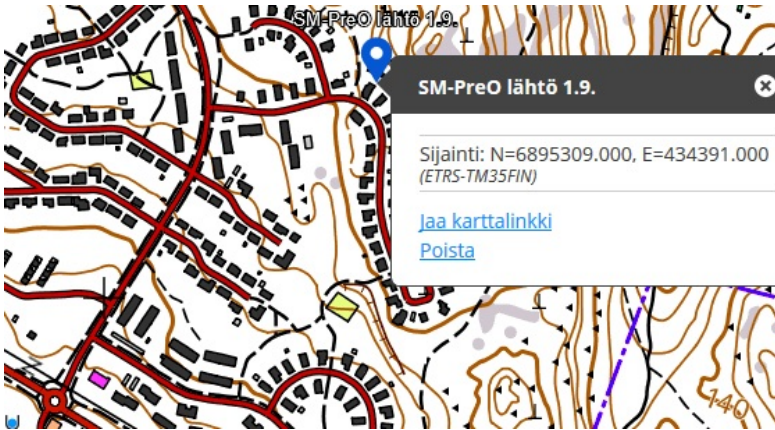 SM-PreO lähtö 1.9.
SM-PreO lähtö 1.9.
Sijainti: N=6895309.000, E=434391.000
(ETRS-TM35FIN)
Jaa karttalinkki
Poista
140